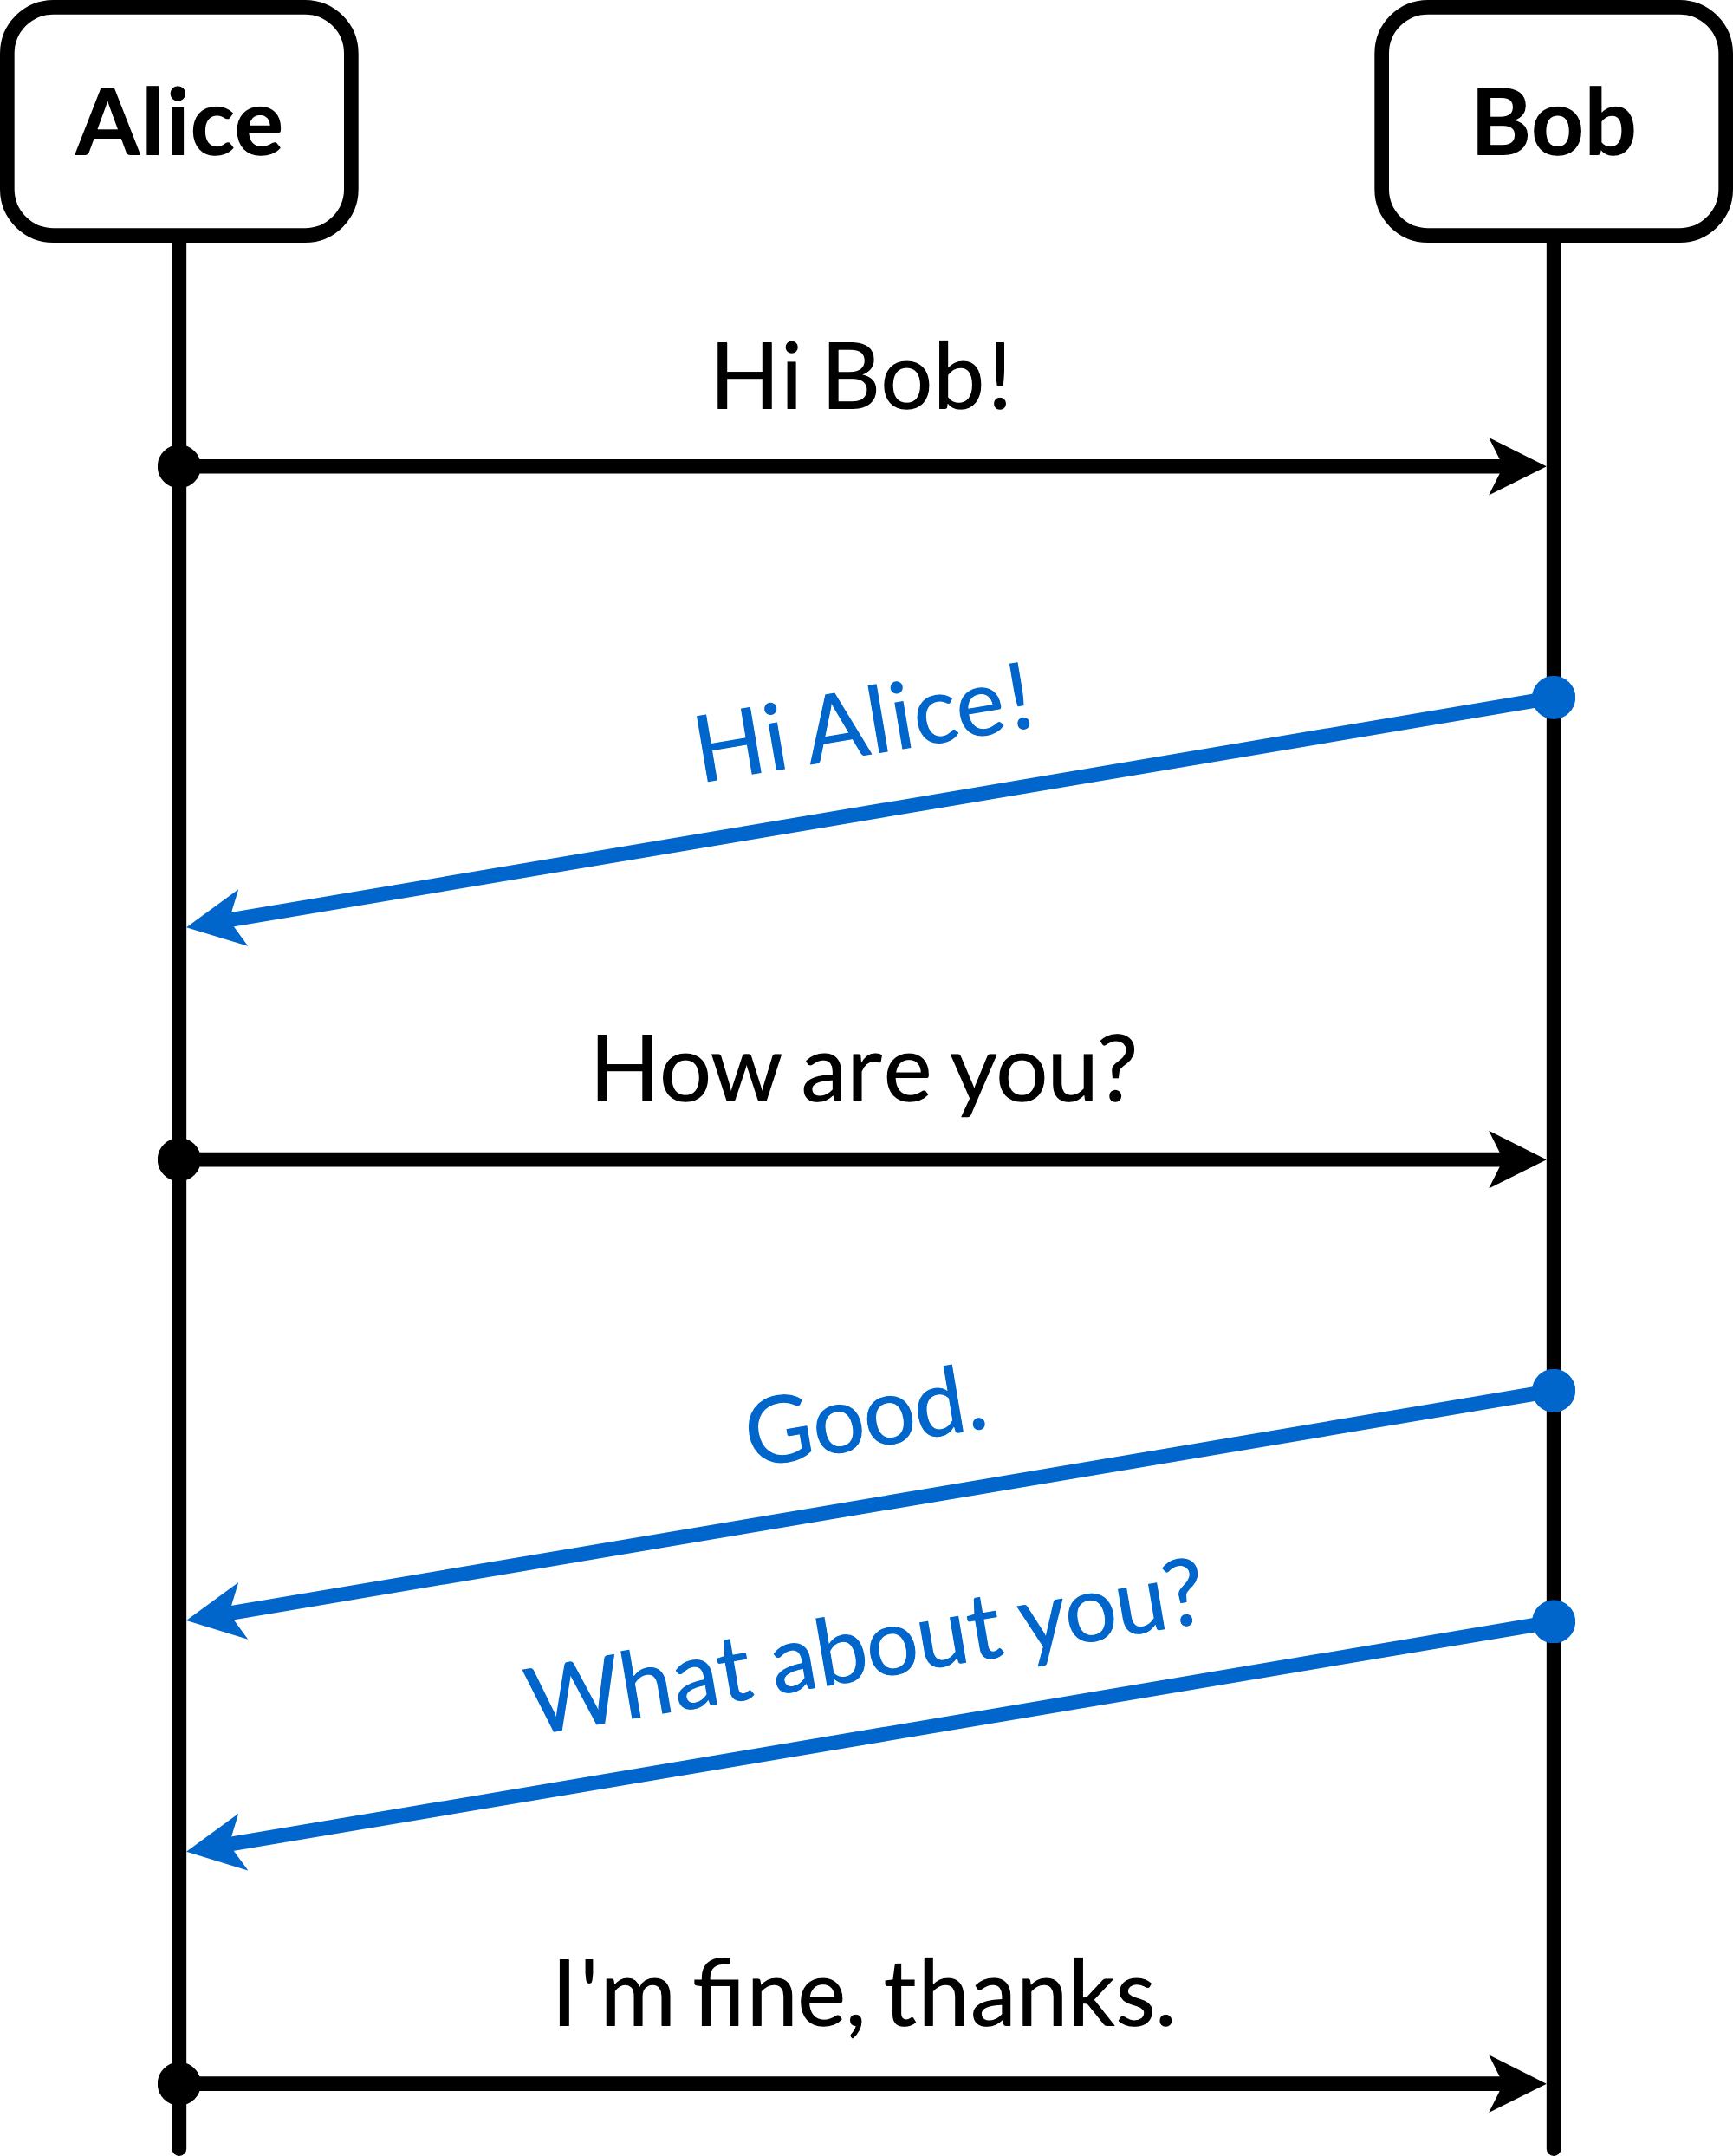 Alice
Bob
Hi Bob!
Hi Alice!
How are you?
Good.
What about you?
I'm fine, thanks.